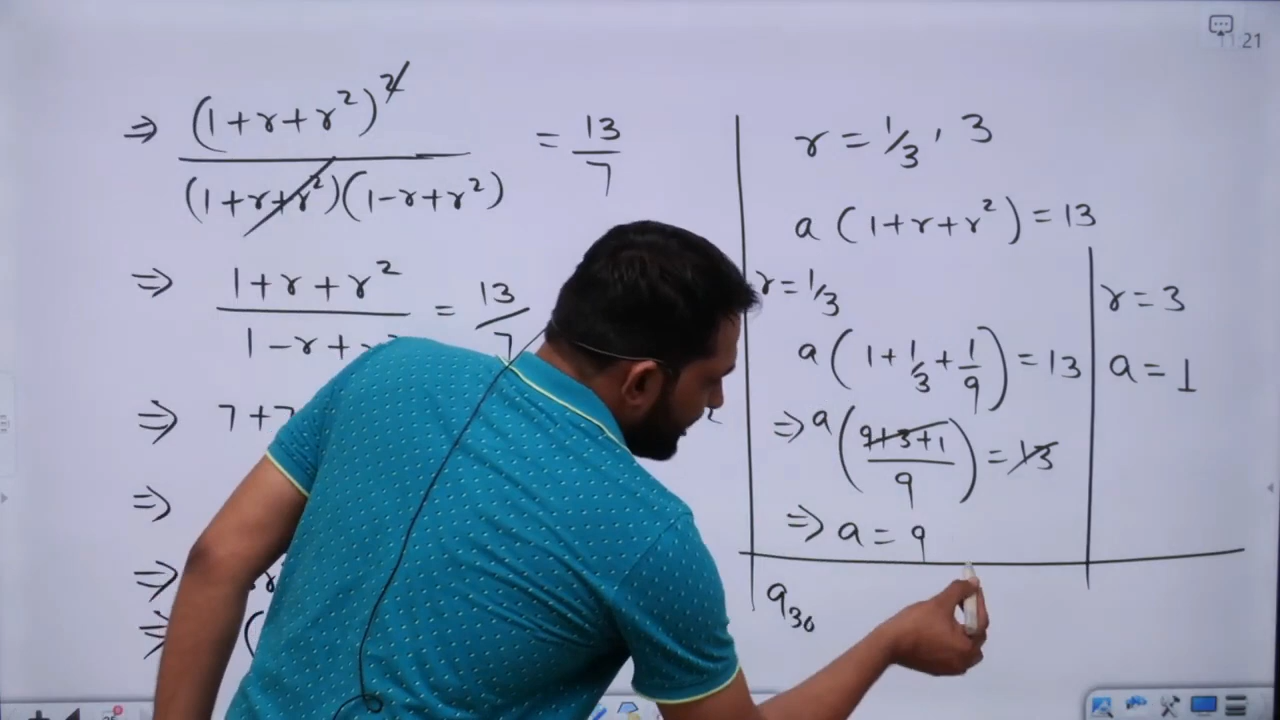 11:21
⇒ (1+r+r²)² / (1+r+r²)(1-r+r²) = 13/7
⇒ 1+r+r² / 1-r+ = 13/7
⇒ 7+7
⇒
⇒
⇒ (
r = 1/3, 3
a (1+r+r²) = 13
r = 1/3
a (1 + 1/3 + 1/9) = 13
⇒ a (9+3+1 / 9) = 13
⇒ a = 9
r = 3
a = 1
a₃₀